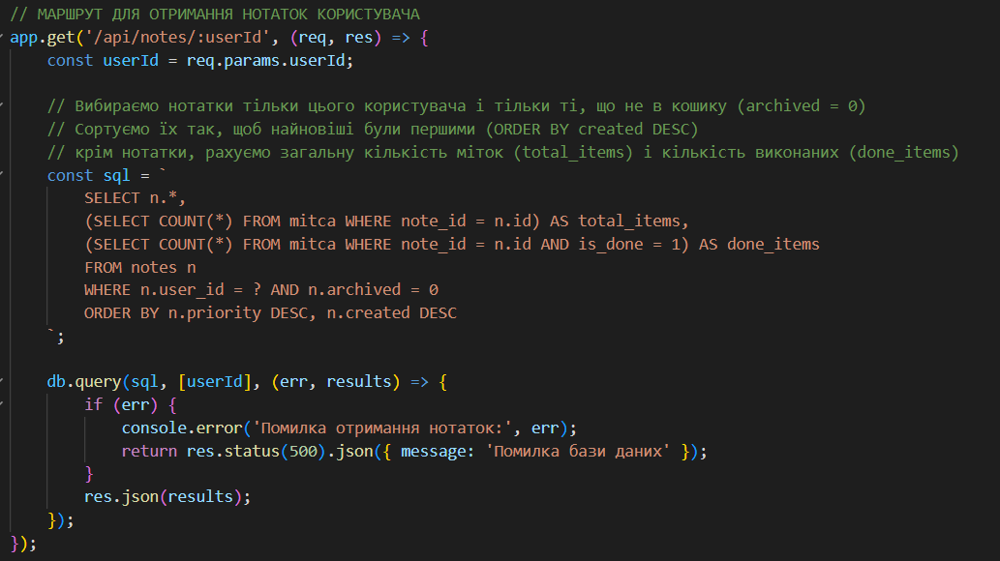 // МАРШРУТ ДЛЯ ОТРИМАННЯ НОТАТОК КОРИСТУВАЧА
app.get('/api/notes/:userId', (req, res) => {
    const userId = req.params.userId;

    // Вибираємо нотатки тільки цього користувача і тільки ті, що не в кошику (archived = 0)
    // Сортуємо їх так, щоб найновіші були першими (ORDER BY created DESC)
    // крім нотатки, рахуємо загальну кількість міток (total_items) і кількість виконаних (done_items)
    const sql = `
        SELECT n.*,
        (SELECT COUNT(*) FROM mitca WHERE note_id = n.id) AS total_items,
        (SELECT COUNT(*) FROM mitca WHERE note_id = n.id AND is_done = 1) AS done_items
        FROM notes n
        WHERE n.user_id = ? AND n.archived = 0
        ORDER BY n.priority DESC, n.created DESC
    `;

    db.query(sql, [userId], (err, results) => {
        if (err) {
            console.error('Помилка отримання нотаток:', err);
            return res.status(500).json({ message: 'Помилка бази даних' });
        }
        res.json(results);
    });
});